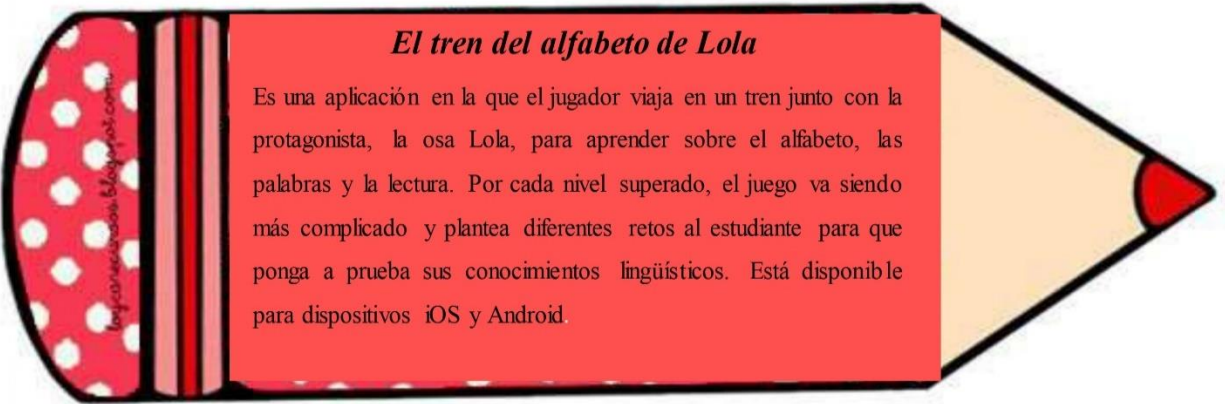 El tren del alfabeto de Lola
Es una aplicación en la que el jugador viaja en un tren junto con la
protagonista, la osa Lola, para aprender sobre el alfabeto, las
palabras y la lectura. Por cada nivel superado, el juego va siendo
más complicado y plantea diferentes retos al estudiante para que
ponga a prueba sus conocimientos lingüísticos. Está disponible
para dispositivos iOS y Android.